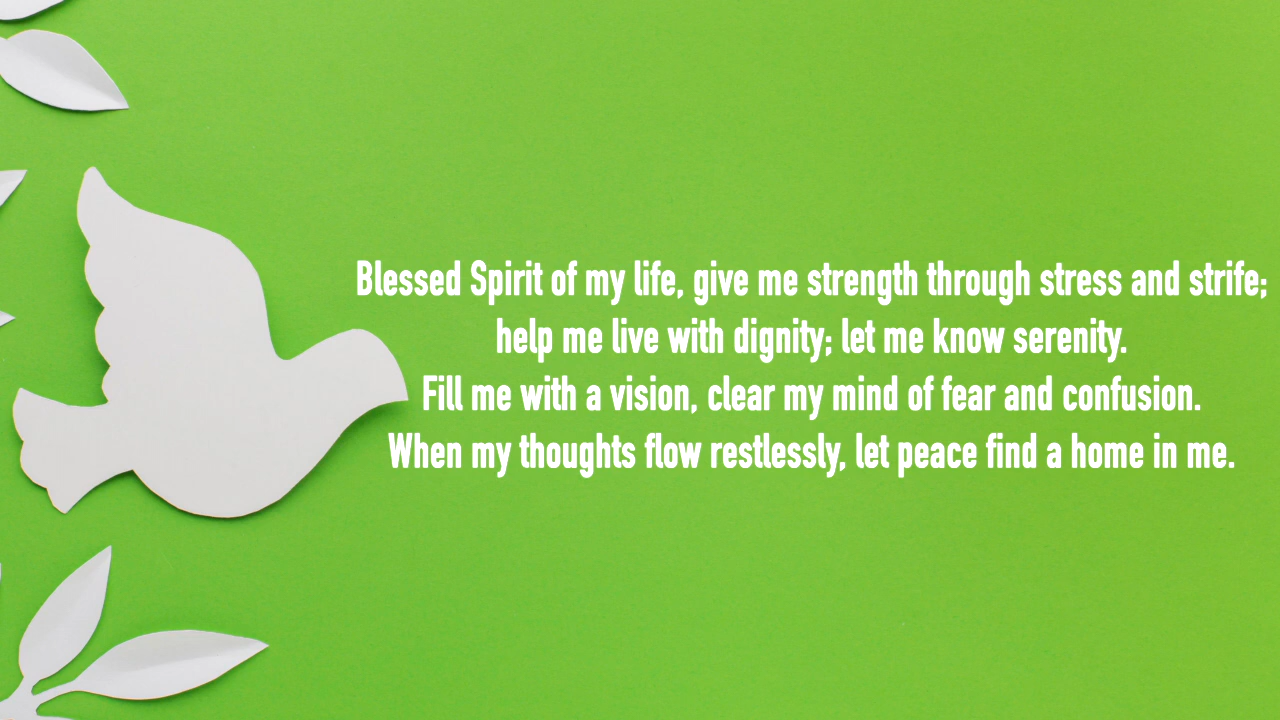 Blessed Spirit of my life, give me strength through stress and strife;
help me live with dignity; let me know serenity.
Fill me with a vision, clear my mind of fear and confusion.
When my thoughts flow restlessly, let peace find a home in me.